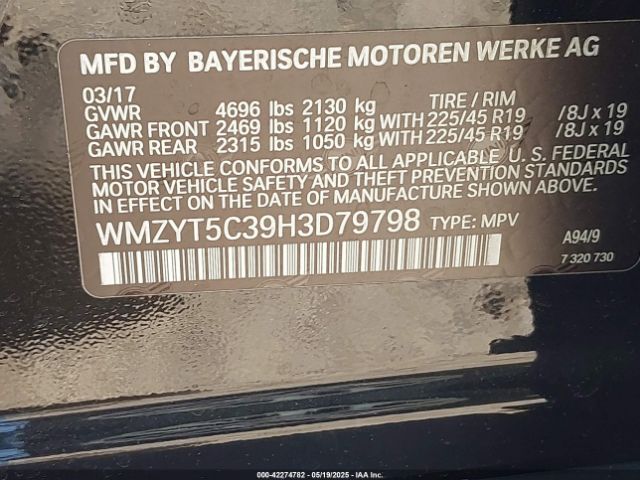 MFD BY BAYERISCHE MOTOREN WERKE AG
03/17 TIRE / RIM
GVWR 4696 lbs 2130 kg
GAWR FRONT 2469 lbs 1120 kg WITH 225/45 R19 /8J x 19
GAWR REAR 2315 lbs 1050 kg WITH 225/45 R19 /8J x 19
THIS VEHICLE CONFORMS TO ALL APPLICABLE U. S. FEDERAL
MOTOR VEHICLE SAFETY AND THEFT PREVENTION STANDARDS
IN EFFECT ON THE DATE OF MANUFACTURE SHOWN ABOVE.
WMZYT5C39H3D79798 TYPE: MPV
A94/9
7 320 730
000-42274782 - 05/19/2025 - IAA Inc.